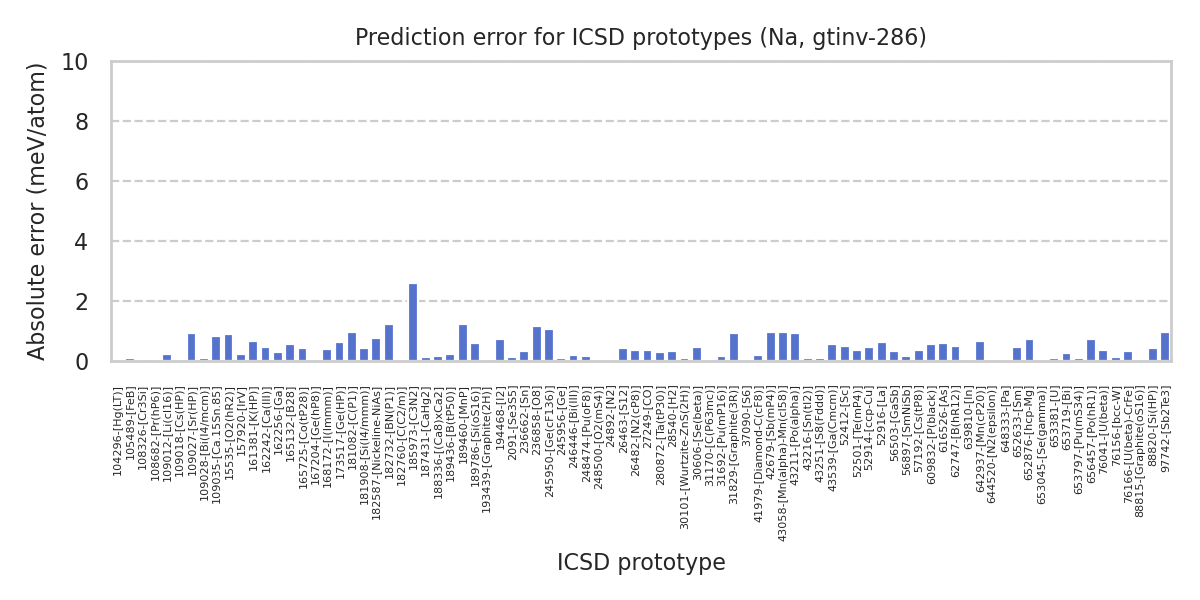 Prediction error for ICSD prototypes (Na, gtinv-286)
Absolute error (meV/atom)
10
8
6
4
2
0
104296-[Hg(LT)]
105489-[FeB]
108326-[Cr3Si]
108682-[Pr(hP6)]
109012-[Li(cI16)]
109018-[Cs(HP)]
109027-[Sr(HP)]
109028-[Bi(I4/mcm)]
109035-[Ca.15Sn.85]
15535-[O2(hR2)]
157920-[IrV]
161381-[K(HP)]
162242-[Ca(III)]
162256-[Ga]
165132-[B28]
165725-[Co(tP28)]
167204-[Ge(hP8)]
168172-[I(Immm)]
173517-[Ge(HP)]
181082-[C(P1)]
181908-[Si(I4/mmm)]
182587-[Nickeline-NiAs]
182732-[BN(P1)]
182760-[C(C2/m)]
185973-[C3N2]
187431-[CaHg2]
188336-[(Ca8)xCa2]
189436-[B(tP50)]
189460-[MnP]
189786-[Si(oS16)]
193439-[Graphite(2H)]
194468-[I2]
2091-[Se3S5]
236662-[Sn]
236858-[O8]
245950-[Ge(cF136)]
245956-[Ge]
246446-[Bi(III)]
248474-[Pu(oF8)]
248500-[O2(mS4)]
24892-[N2]
26463-[S12]
26482-[N2(cP8)]
27249-[CO]
280872-[Ta(tP30)]
28540-[H2]
30101-[Wurtzite-ZnS(2H)]
30606-[Se(beta)]
31170-[C(P63mc)]
31692-[Pu(mP16)]
31829-[Graphite(3R)]
37090-[S6]
41979-[Diamond-C(cF8)]
42679-[Sb(mP4)]
43058-[Mn(alpha)-Mn(cI58)]
43211-[Po(alpha)]
43216-[Sn(tI2)]
43251-[S8(Fddd)]
43539-[Ga(Cmcm)]
52412-[Sc]
52501-[Te(mP4)]
52914-[fcc-Cu]
52916-[La]
56503-[GaSb]
56897-[SmNiSb]
57192-[Cs(tP8)]
609832-[P(black)]
616526-[As]
62747-[B(hR12)]
639810-[In]
642937-[Mn(cP20)]
644520-[N2(epsilon)]
648333-[Pa]
652633-[Sm]
652876-[hcp-Mg]
653045-[Se(gamma)]
653381-[U]
653719-[Bi]
653797-[Pu(mS34)]
656457-[Po(hR1)]
76041-[U(beta)]
76156-[bcc-W]
76166-[U(beta)-CrFe]
88815-[Graphite(oS16)]
88820-[Si(HP)]
97742-[Sb2Te3]
ICSD prototype